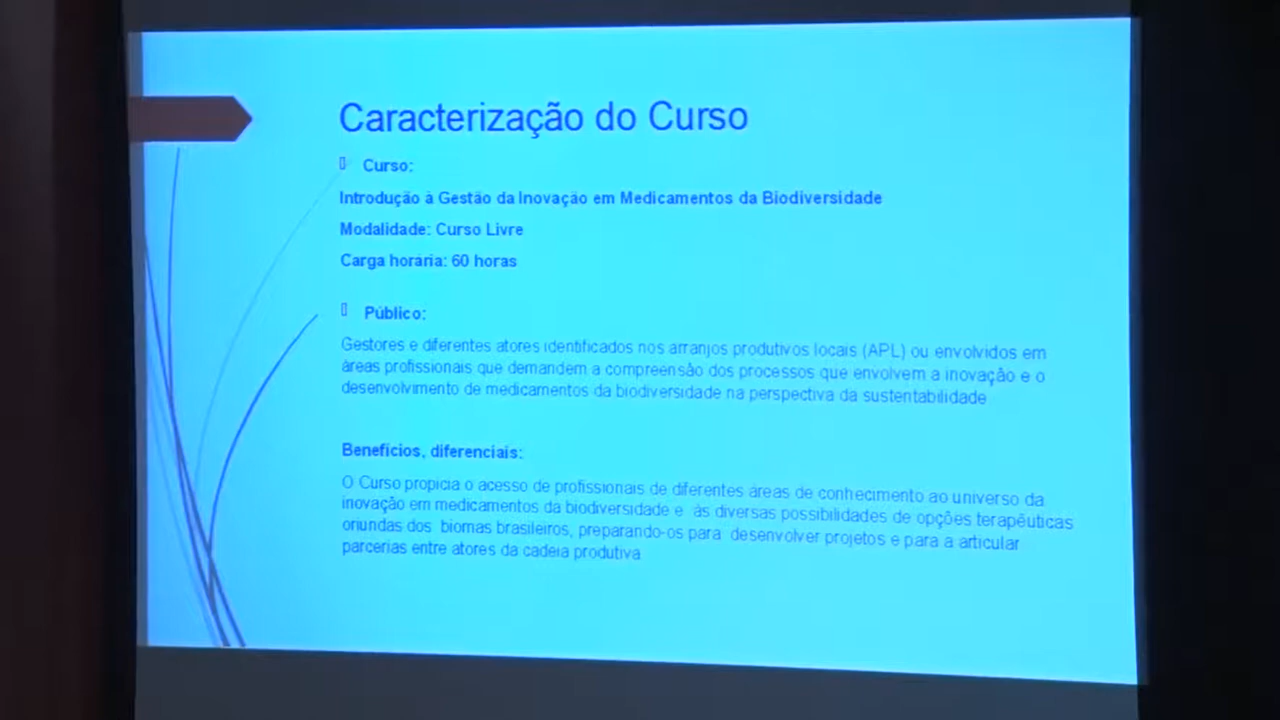 Caracterização do Curso
Curso:
Introdução à Gestão da Inovação em Medicamentos da Biodiversidade
Modalidade: Curso Livre
Carga horária: 60 horas
Público:
Gestores e diferentes atores identificados nos arranjos produtivos locais (APL) ou envolvidos em
áreas profissionais que demandem a compreensão dos processos que envolvem a inovação e o
desenvolvimento de medicamentos da biodiversidade na perspectiva da sustentabilidade
Benefícios, diferenciais:
O Curso propicia o acesso de profissionais de diferentes áreas de conhecimento ao universo da
inovação em medicamentos da biodiversidade e às diversas possibilidades de opções terapêuticas
oriundas dos biomas brasileiros, preparando-os para desenvolver projetos e para a articular
parcerias entre atores da cadeia produtiva